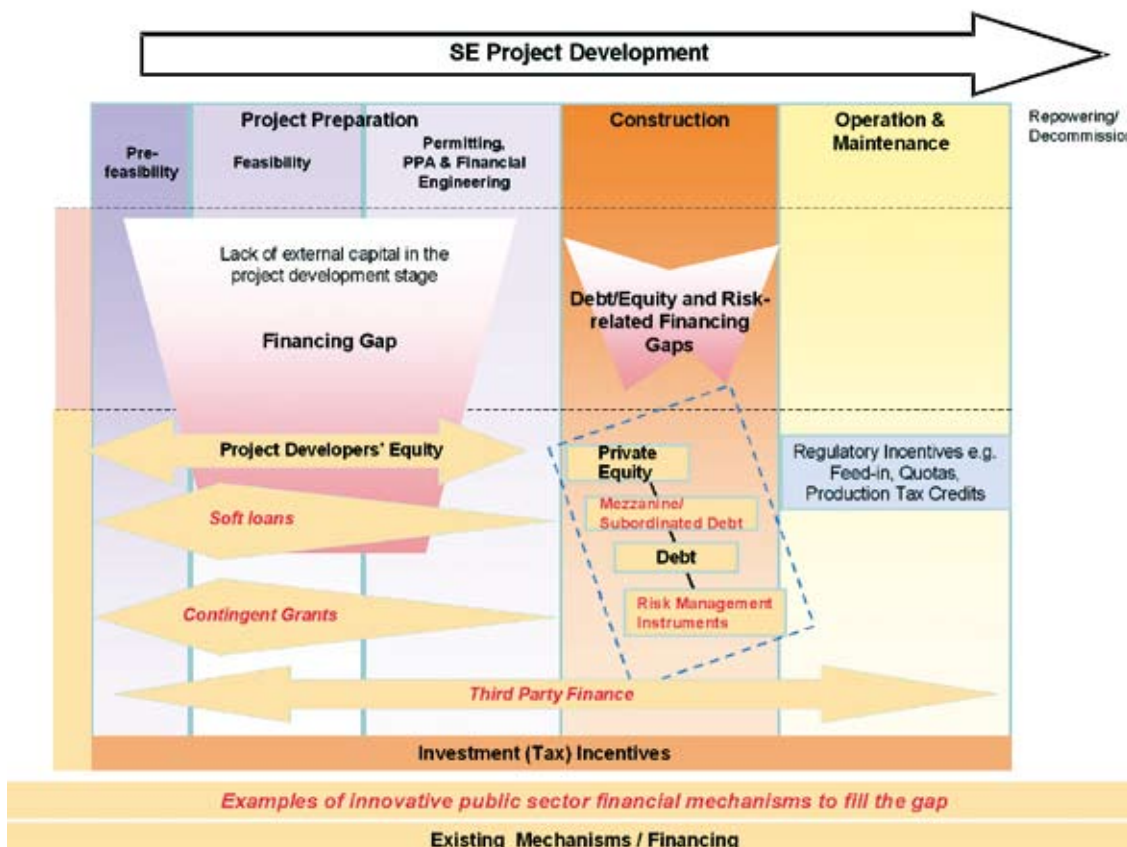 SE Project Development
Project Preparation
Construction
Operation &
Maintenance
Repowering/
Decommission
Pre-
feasibility
Feasibility
Permitting,
PPA & Financial
Engineering
Lack of external capital in the
project development stage
Financing Gap
Debt/Equity and Risk-
related Financing
Gaps
Project Developers' Equity
Soft loans
Contingent Grants
Private
Equity
Mezzanine/
Subordinated Debt
Debt
Risk Management
Instruments
Regulatory Incentives e.g.
Feed-in, Quotas,
Production Tax Credits
Third Party Finance
Investment (Tax) Incentives
Examples of innovative public sector financial mechanisms to fill the gap
Existing Mechanisms / Financing